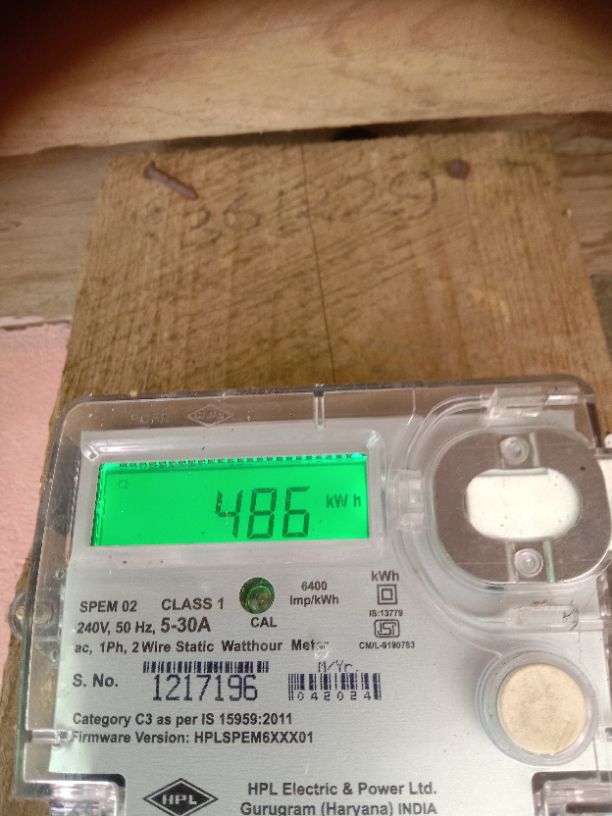 486 kWh
SPEM 02 CLASS 1
CAL
6400
imp/kWh
kWh
IS:13779
240V, 50 Hz, 5-30A
CM/L-9190783
ac, 1Ph, 2 Wire Static Watthour Meter
S. No. 1217196
M/Yr.
042024
Category C3 as per IS 15959:2011
Firmware Version: HPLSPEM6XXX01
HPL
HPL Electric & Power Ltd.
Gurugram (Haryana) INDIA